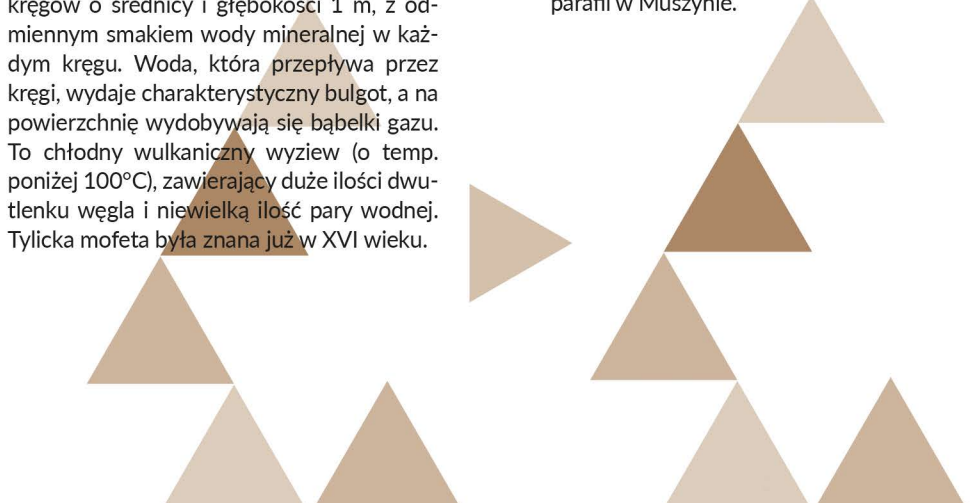 kręgów o średnicy i głębokości 1 m, z od-
miennym smakiem wody mineralnej w każ-
dym kręgu. Woda, która przepływa przez
kręgi, wydaje charakterystyczny bulgot, a na
powierzchnię wydobywają się bąbelki gazu.
To chłodny wulkaniczny wyziew (o temp.
poniżej 100°C), zawierający duże ilości dwu-
tlenku węgla i niewielką ilość pary wodnej.
Tylicka mofeta była znana już w XVI wieku.
parafii w Muszynie.